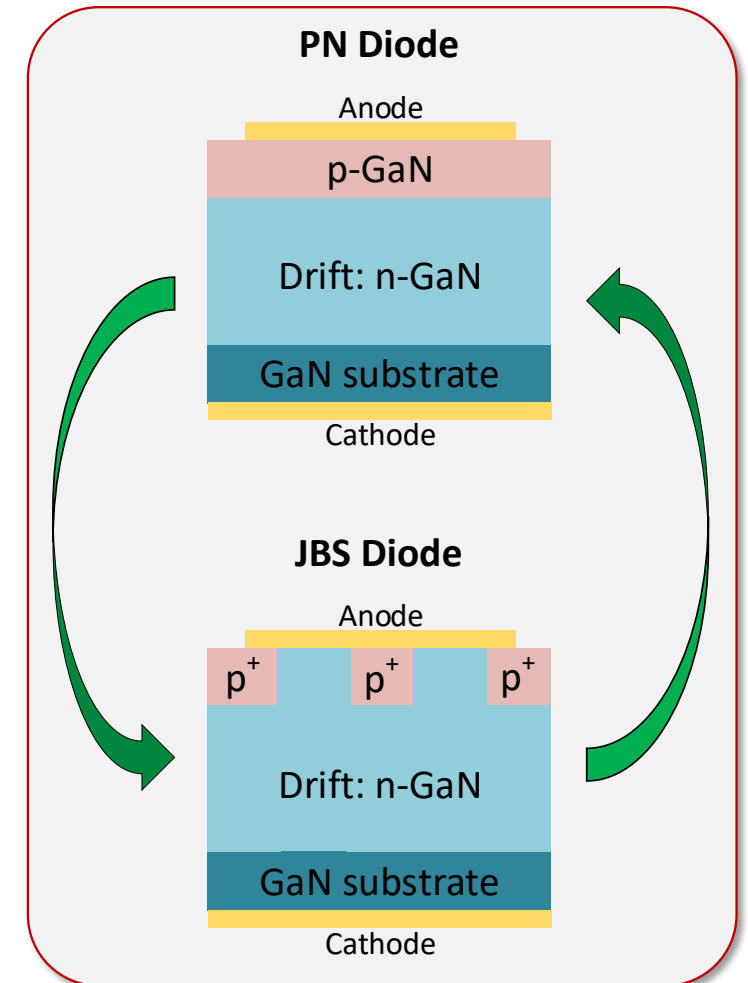 PN Diode
Anode
p-GaN
Drift: n-GaN
GaN substrate
Cathode
JBS Diode
Anode
p⁺ p⁺ p⁺
Drift: n-GaN
GaN substrate
Cathode